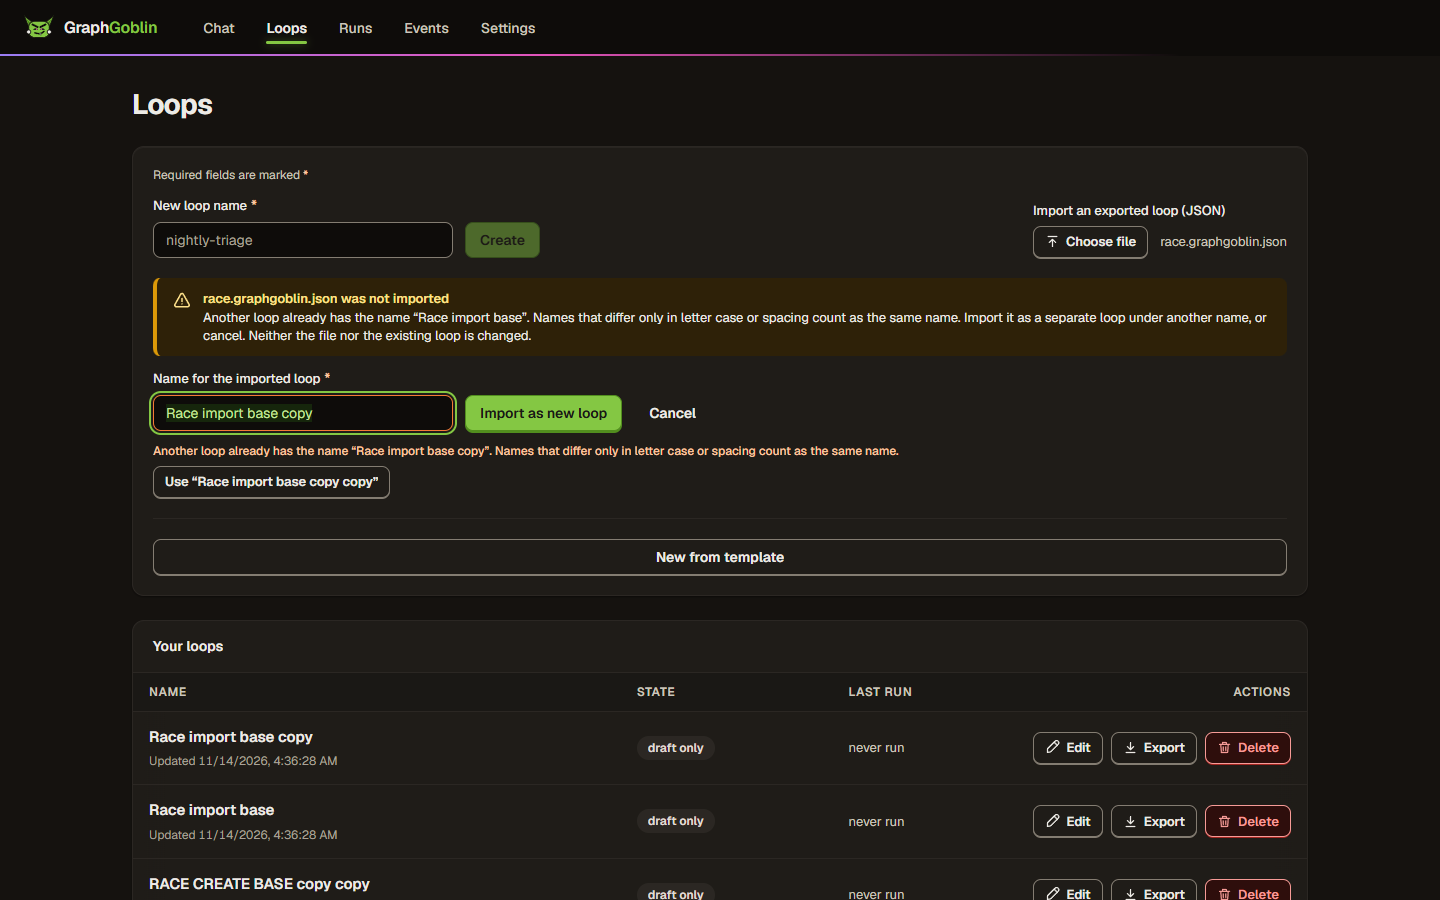 GraphGoblin
Chat
Loops
Runs
Events
Settings
Loops
Required fields are marked *
New loop name *
nightly-triage
Create
Import an exported loop (JSON)
Choose file
race.graphgoblin.json
race.graphgoblin.json was not imported
Another loop already has the name “Race import base”. Names that differ only in letter case or spacing count as the same name. Import it as a separate loop under another name, or
cancel. Neither the file nor the existing loop is changed.
Name for the imported loop *
Race import base copy
Import as new loop
Cancel
Another loop already has the name “Race import base copy”. Names that differ only in letter case or spacing count as the same name.
Use “Race import base copy copy”
New from template
Your loops
NAME
STATE
LAST RUN
ACTIONS
Race import base copy
Updated 11/14/2026, 4:36:28 AM
draft only
never run
Edit
Export
Delete
Race import base
Updated 11/14/2026, 4:36:28 AM
draft only
never run
Edit
Export
Delete
RACE CREATE BASE copy copy
draft only
never run
Edit
Export
Delete